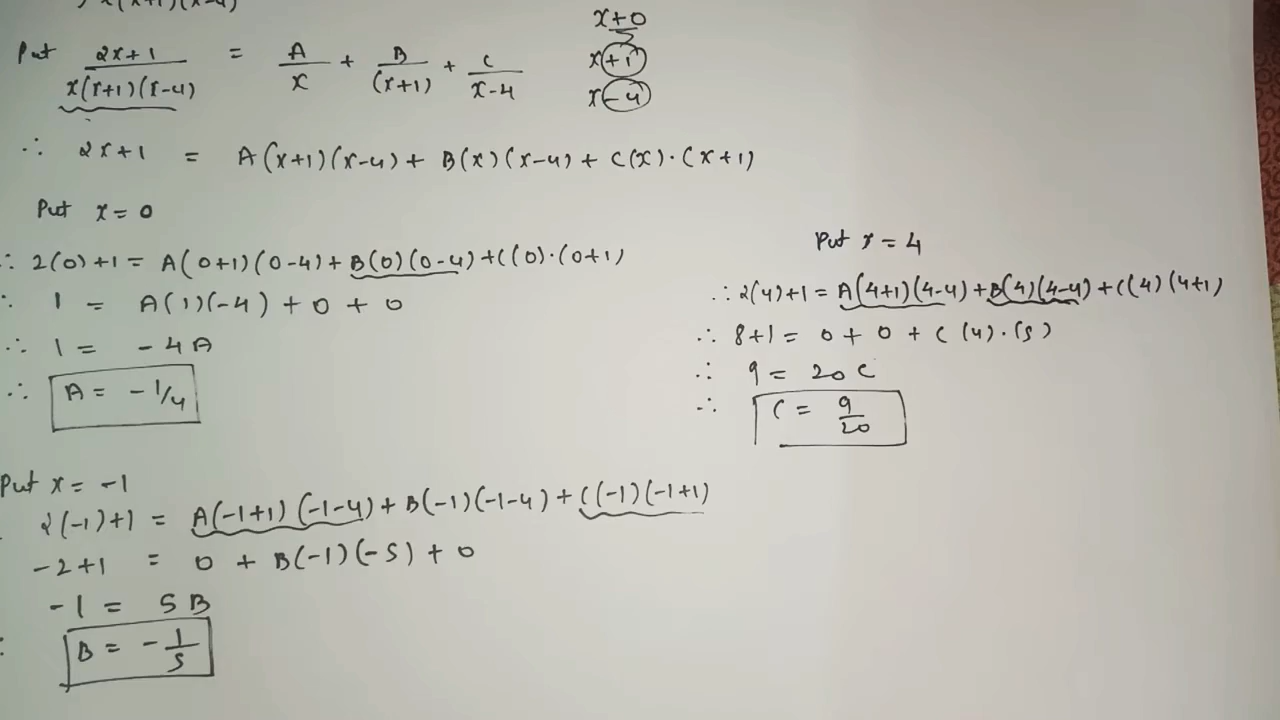 x(x+1)(x-4)
Put (2x+1)/(x(x+1)(x-4)) = A/x + B/(x+1) + C/(x-4)
x+0
x+1
x-4
∴ 2x+1 = A(x+1)(x-4) + B(x)(x-4) + C(x).(x+1)
Put x = 0
∴ 2(0)+1 = A(0+1)(0-4) + B(0)(0-4) + C(0).(0+1)
∴ 1 = A(1)(-4) + 0 + 0
∴ 1 = -4A
∴ A = -1/4
Put x = -1
2(-1)+1 = A(-1+1)(-1-4) + B(-1)(-1-4) + C(-1)(-1+1)
-2+1 = 0 + B(-1)(-5) + 0
-1 = 5B
∴ B = -1/5
Put x = 4
∴ 2(4)+1 = A(4+1)(4-4) + B(4)(4-4) + C(4)(4+1)
∴ 8+1 = 0 + 0 + C(4).(5)
∴ 9 = 20C
∴ C = 9/20